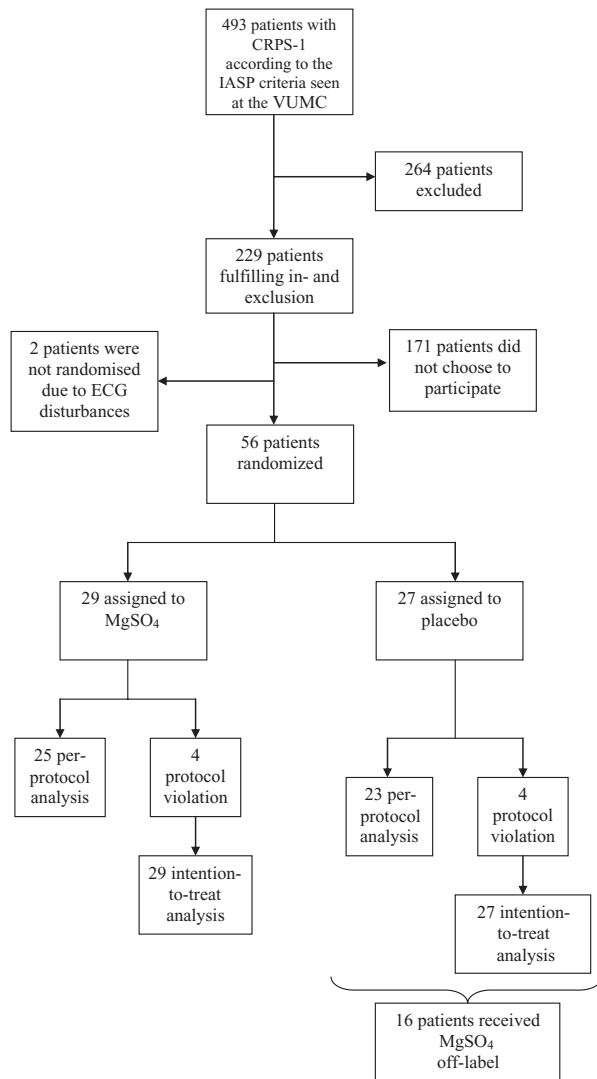 493 patients with
CRPS-1
according to the
IASP criteria seen
at the VUMC
264 patients
excluded
229 patients
fulfilling in- and
exclusion
2 patients were
not randomised
due to ECG
disturbances
171 patients did
not choose to
participate
56 patients
randomized
29 assigned to
MgSO₄
27 assigned to
placebo
25 per-
protocol
analysis
4
protocol
violation
23 per-
protocol
analysis
4
protocol
violation
29 intention-
to-treat
analysis
27 intention-
to-treat
analysis
16 patients received
MgSO₄
off-label